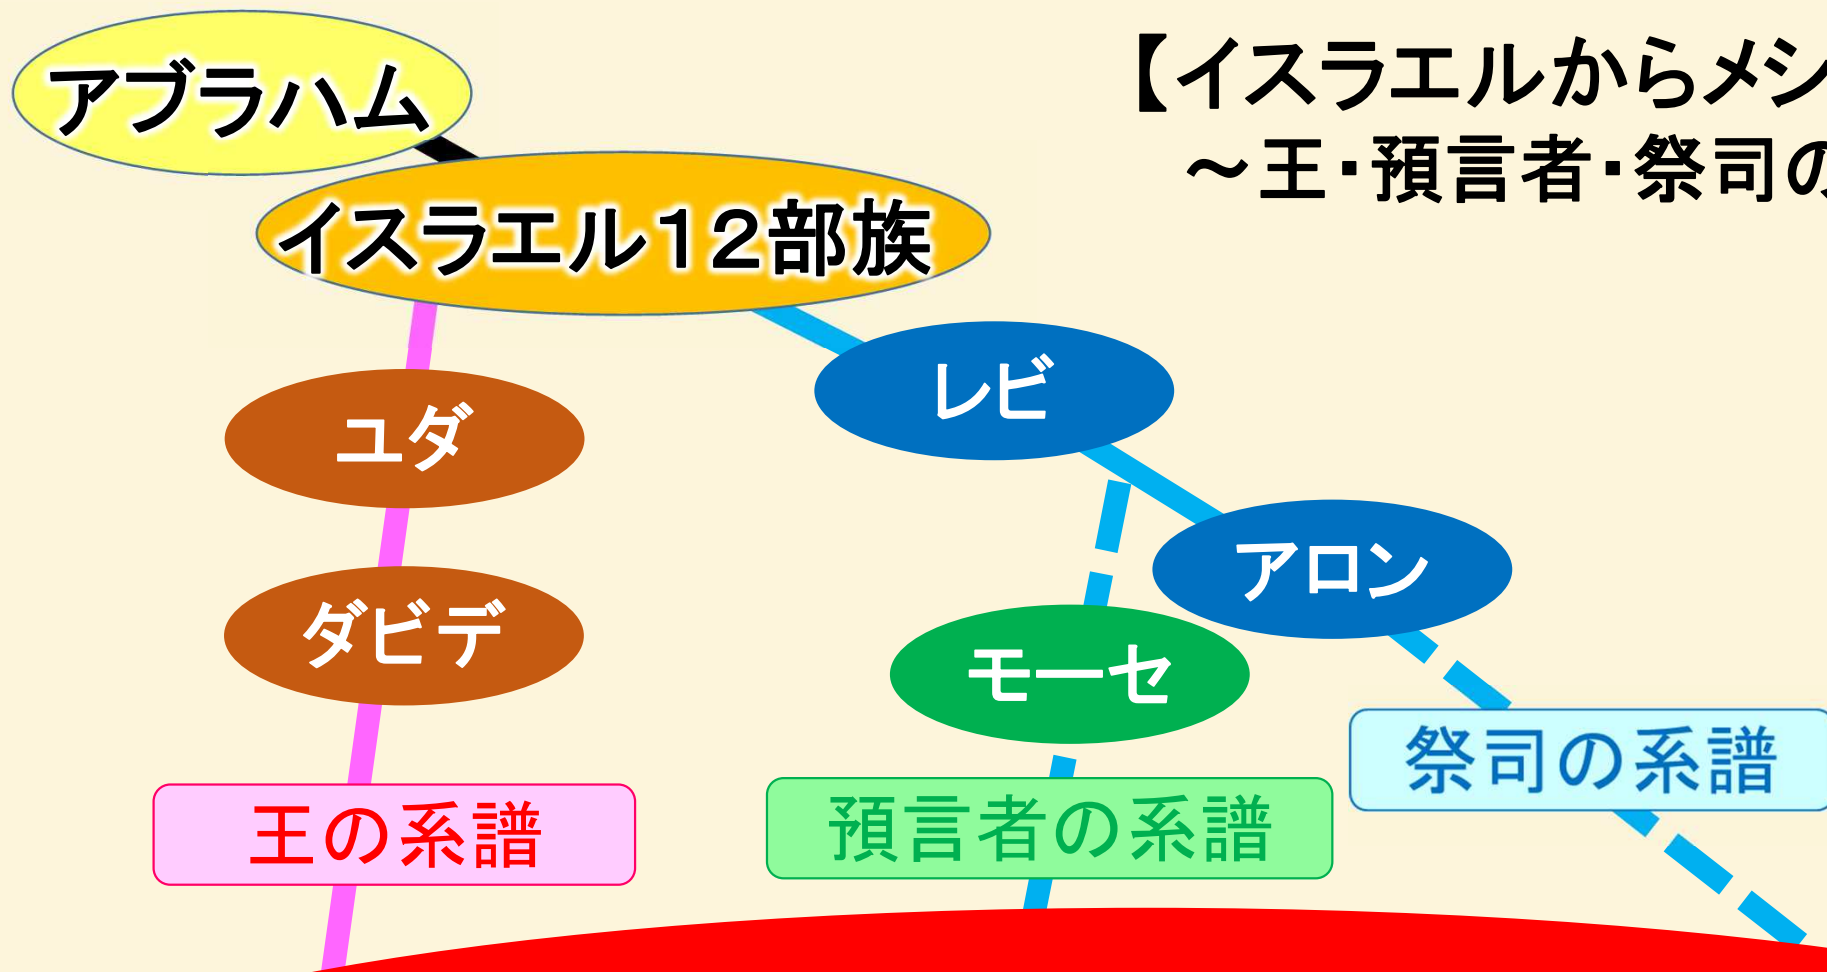 アブラハム
【イスラエルからメシ
～王・預言者・祭司の
イスラエル１２部族
レビ
ユダ
アロン
ダビデ
モーセ
祭司の系譜
王の系譜
預言者の系譜